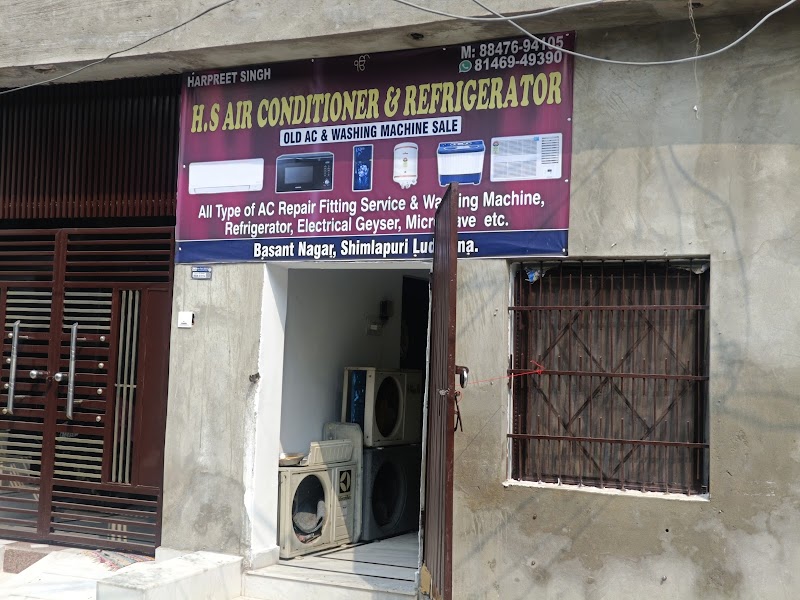 ੴ
HARPREET SINGH
M: 88476-94105
81469-49390
H.S AIR CONDITIONER & REFRIGERATOR
OLD AC & WASHING MACHINE SALE
All Type of AC Repair Fitting Service & Washing Machine,
Refrigerator, Electrical Geyser, Microwave etc.
Basant Nagar, Shimlapuri Ludhiana.